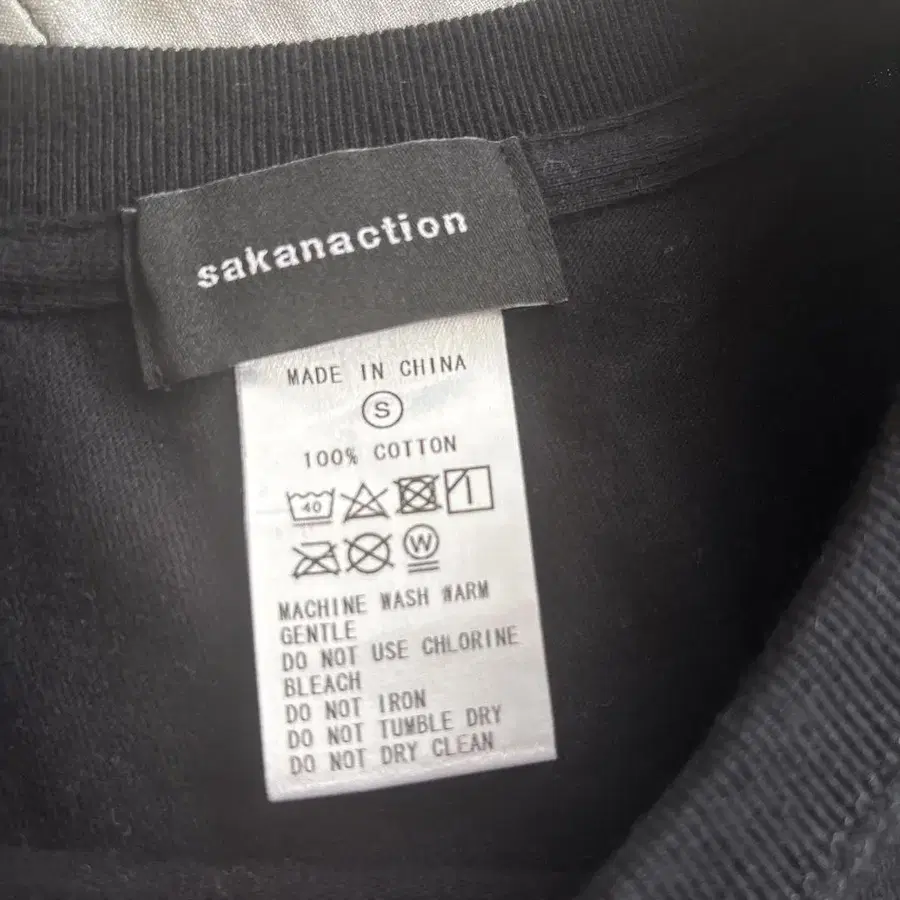 sakanaction
MADE IN CHINA
S
100% COTTON
40
W
MACHINE WASH WARM
GENTLE
DO NOT USE CHLORINE
BLEACH
DO NOT IRON
DO NOT TUMBLE DRY
DO NOT DRY CLEAN